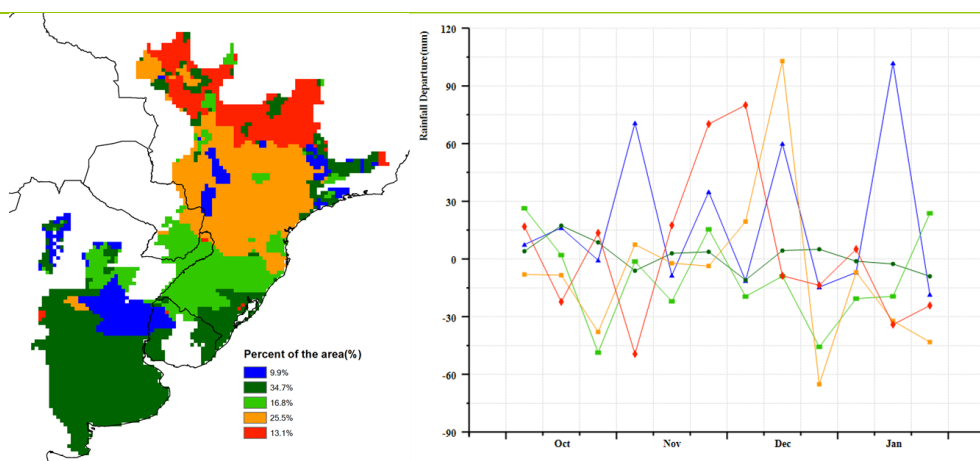 Percent of the area(%)
9.9%
34.7%
16.8%
25.5%
13.1%
Rainfall Departure(mm)
120
90
60
30
0
-30
-60
-90
Oct
Nov
Dec
Jan